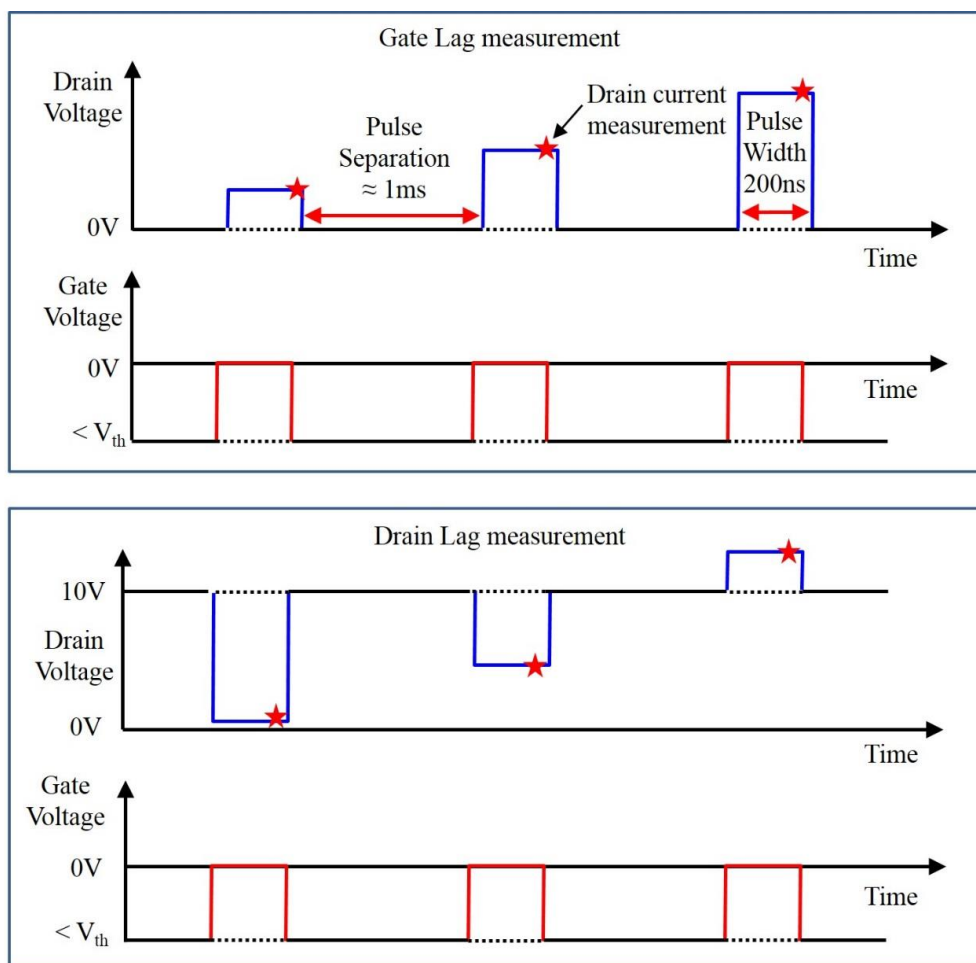 Gate Lag measurement
Drain
Voltage
Drain current
measurement
Pulse
Separation
≈ 1ms
Pulse
Width
200ns
0V
Time
Gate
Voltage
0V
Time
< Vth
Drain Lag measurement
10V
Drain
Voltage
0V
Time
Gate
Voltage
0V
Time
< Vth